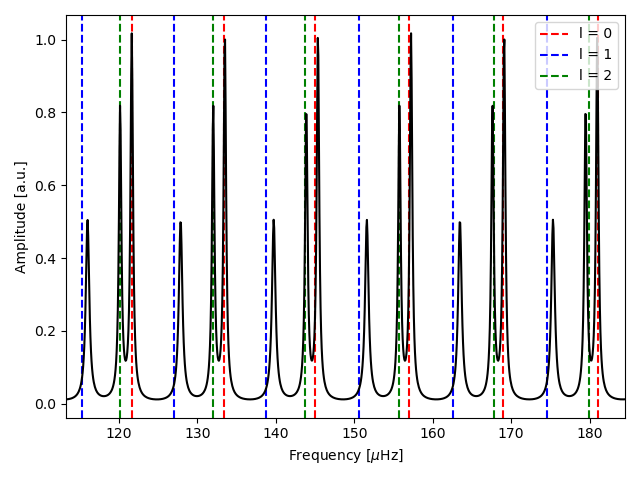 l = 0
l = 1
l = 2
1.0
0.8
0.6
0.4
0.2
0.0
Amplitude [a.u.]
120 130 140 150 160 170 180
Frequency [μHz]